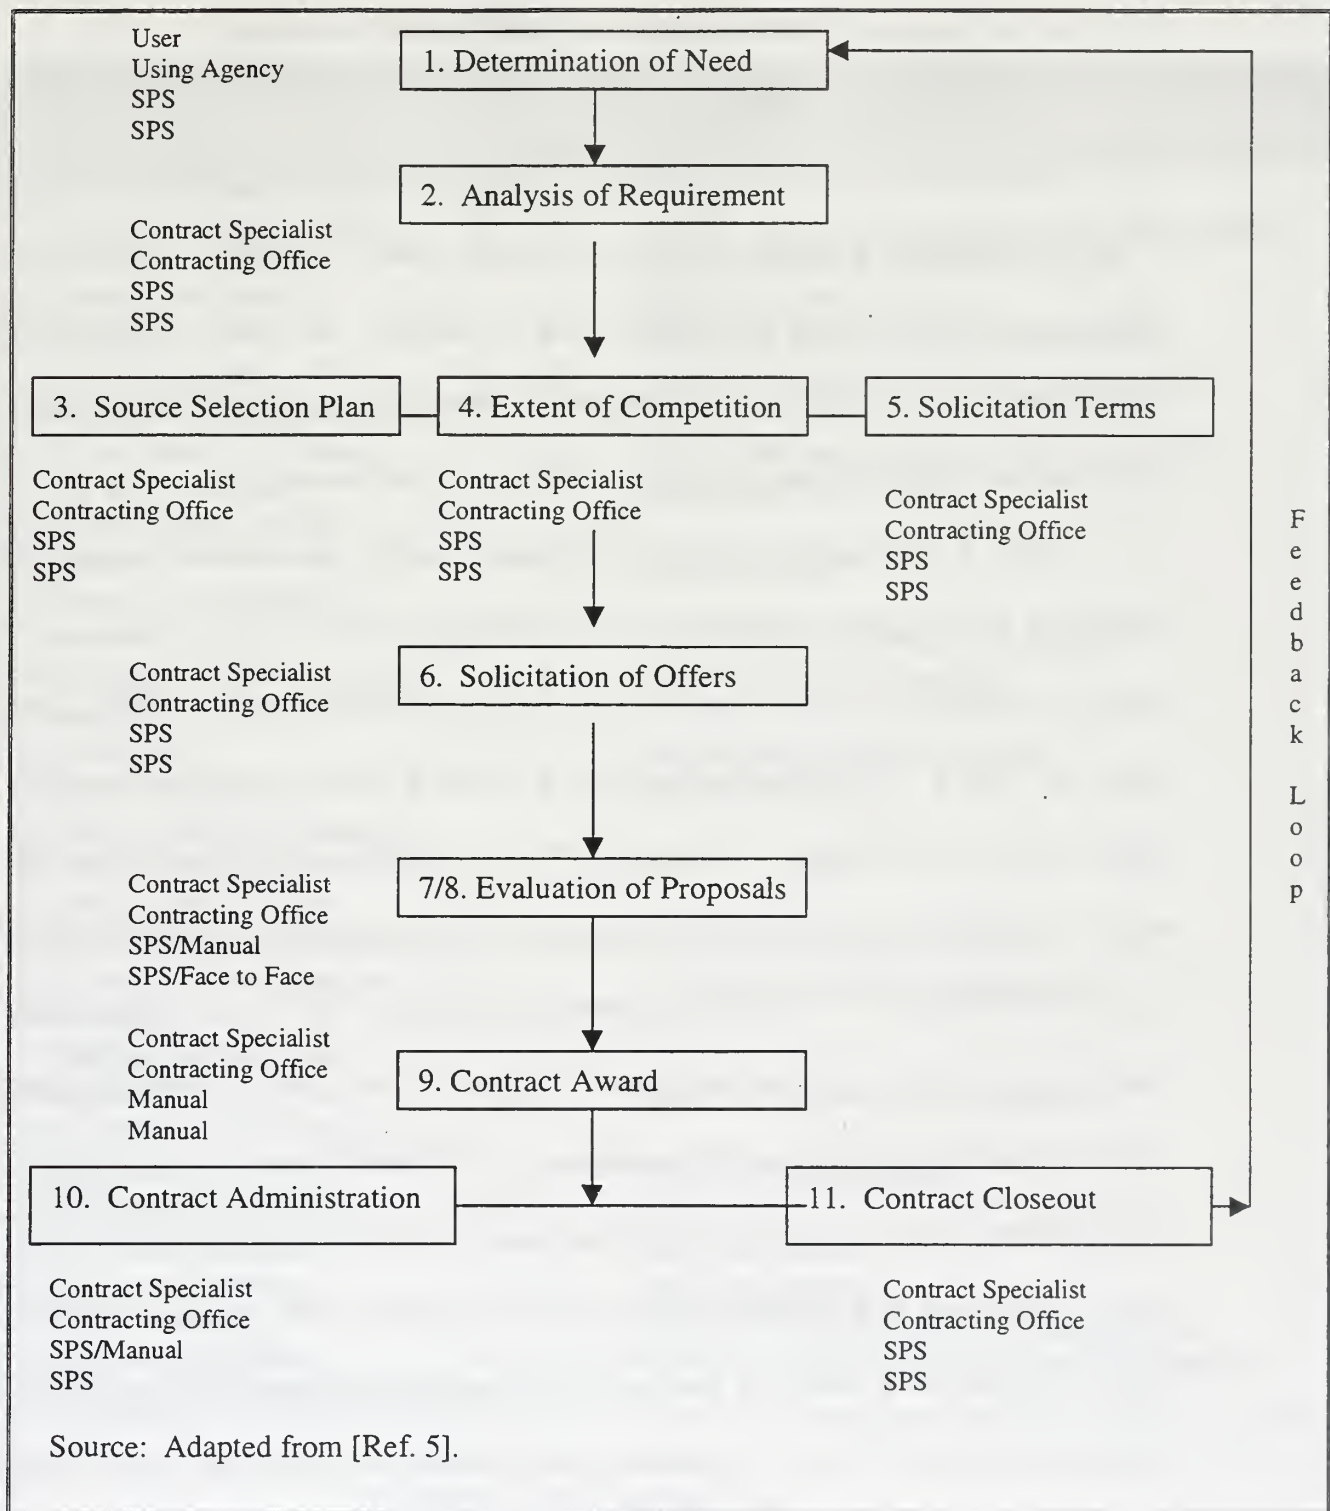 User
Using Agency
SPS
SPS
1. Determination of Need
2. Analysis of Requirement
Contract Specialist
Contracting Office
SPS
SPS
3. Source Selection Plan
4. Extent of Competition
5. Solicitation Terms
Contract Specialist
Contracting Office
SPS
SPS
Contract Specialist
Contracting Office
SPS
SPS
Contract Specialist
Contracting Office
SPS
SPS
Feedback Loop
6. Solicitation of Offers
Contract Specialist
Contracting Office
SPS
SPS
7/8. Evaluation of Proposals
Contract Specialist
Contracting Office
SPS/Manual
SPS/Face to Face
Contract Specialist
Contracting Office
Manual
Manual
9. Contract Award
10. Contract Administration
11. Contract Closeout
Contract Specialist
Contracting Office
SPS/Manual
SPS
Contract Specialist
Contracting Office
SPS
SPS
Source: Adapted from [Ref. 5].